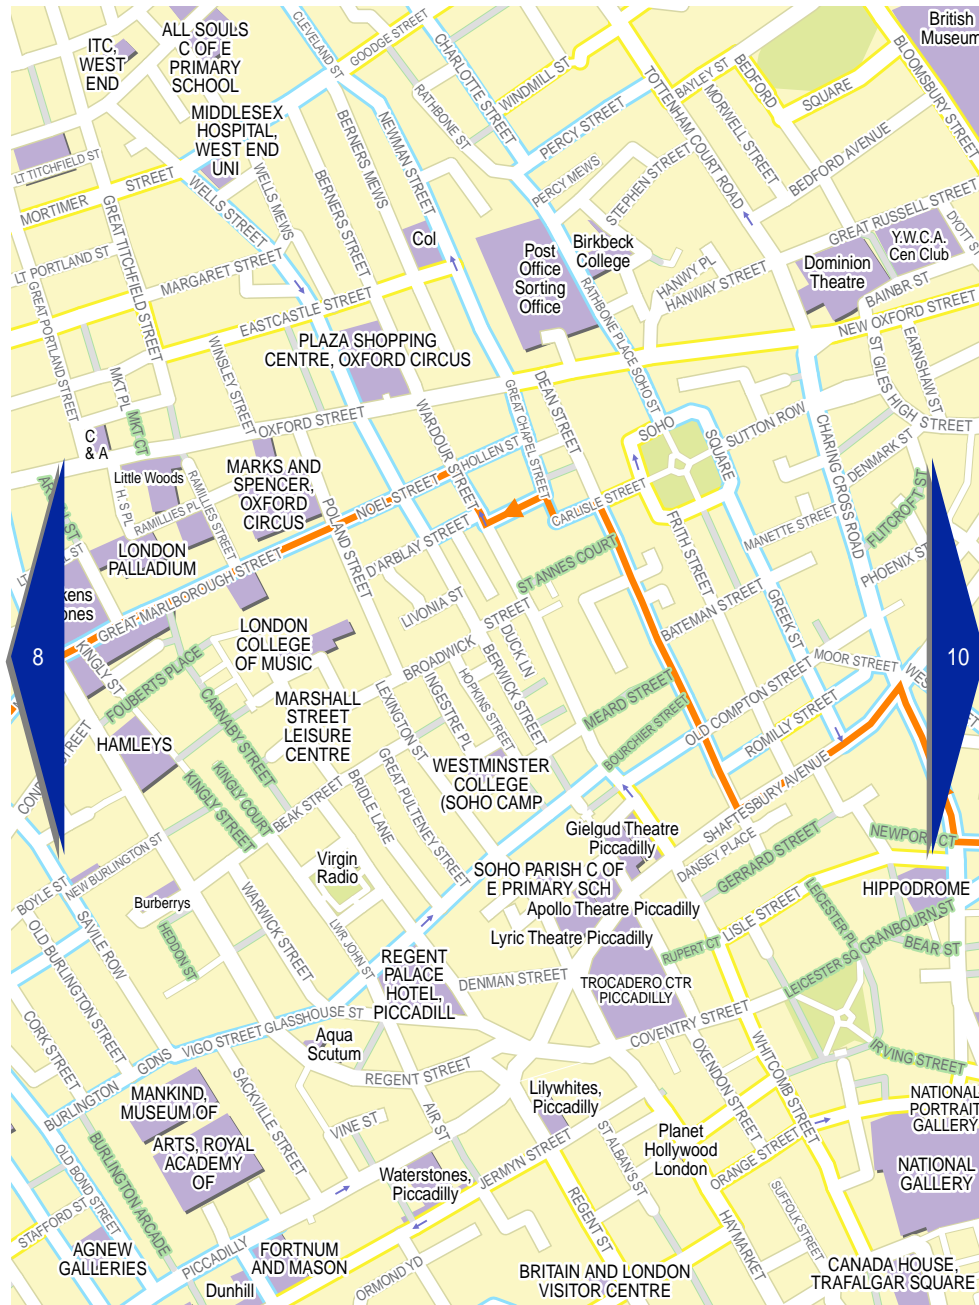 ITC,
WEST
END
ALL SOULS
C OF E
PRIMARY
SCHOOL
CLEVELAND ST
GOODGE STREET
CHARLOTTE STREET
WINDMILL ST
TOTTENHAM COURT ROAD
BAYLEY ST
BEDFORD
SQUARE
MORWELL STREET
British
Museum
BLOOMSBURY STREET
MIDDLESEX
HOSPITAL,
WEST END
UNI
RATHBONE ST
PERCY STREET
BEDFORD AVENUE
LT TITCHFIELD ST
MORTIMER
STREET
WELLS STREET
WELLS MEWS
BERNERS MEWS
BERNERS STREET
NEWMAN STREET
PERCY MEWS
STEPHEN STREET
GREAT RUSSELL STREET
DYOTT S
Y.W.C.A.
Cen Club
GREAT TITCHFIELD STREET
Col
Post
Office
Sorting
Office
Birkbeck
College
HANWY PL
HANWAY STREET
Dominion
Theatre
BAINBR ST
LT PORTLAND ST
MARGARET STREET
GREAT PORTLAND STREET
EASTCASTLE STREET
RATHBONE PLACE
SOHO ST
NEW OXFORD STREET
EARNSHAW ST
ST GILES HIGH STREET
PLAZA SHOPPING
CENTRE, OXFORD CIRCUS
WINSLEY STREET
MKT PL
MKT CT
OXFORD STREET
WARDOUR STREET
GREAT CHAPEL STREET
DEAN STREET
HOLLEN ST
SOHO
SQUARE
SUTTON ROW
CHARING CROSS ROAD
DENMARK ST
C
& A
Little Woods
H S PL
RAMILIES PL
RAMILIES STREET
MARKS AND
SPENCER,
OXFORD
CIRCUS
POLAND STREET
NOEL STREET
CARLISLE STREET
FRITH STREET
MANETTE STREET
FLITCROFT ST
PHOENIX ST
LONDON
PALLADIUM
D'ARBLAY STREET
ST ANNES COURT
GREAT MARLBOROUGH STREET
LIVONIA ST
BROADWICK
STREET
BATEMAN STREET
GREEK ST
MOOR STREET
8
10
kens
ones
KINGLY ST
LONDON
COLLEGE
OF MUSIC
FOUBERTS PLACE
CARNABY STREET
MARSHALL
STREET
LEISURE
CENTRE
LEXINGTON ST
INGESTRE PL
HOPKINS STREET
BERWICK STREET
DUCK LN
MEARD STREET
BOURCHIER STREET
OLD COMPTON STREET
ROMILLY STREET
HAMLEYS
KINGLY COURT
KINGLY STREET
BEAK STREET
BRIDLE LANE
GREAT PULTENEY STREET
WESTMINSTER
COLLEGE
(SOHO CAMP
SHAFTESBURY AVENUE
DANSEY PLACE
GERRARD STREET
NEWPORT CT
Gielgud Theatre
Piccadilly
NEW BURLINGTON ST
BOYLE ST
Virgin
Radio
SOHO PARISH C OF
E PRIMARY SCH
Apollo Theatre Piccadilly
Lyric Theatre Piccadilly
HIPPODROME
Burberrys
SAVILE ROW
OLD BURLINGTON STREET
HEDDON ST
WARWICK STREET
LWR JOHN ST
RUPERT CT
LISLE STREET
LEICESTER PL
CRANBOURN ST
BEAR ST
LEICESTER SQ
REGENT
PALACE
HOTEL,
PICCADILL
DENMAN STREET
TROCADERO CTR
PICCADILLY
CORK STREET
GLASSHOUSE ST
VIGO STREET
BURLINGTON
GDNS
Aqua
Scutum
COVENTRY STREET
OXENDON STREET
WHITCOMB STREET
IRVING STREET
REGENT STREET
MANKIND,
MUSEUM OF
SACKVILLE STREET
AIR ST
VINE ST
Lilywhites,
Piccadilly
ST ALBAN'S ST
Planet
Hollywood
London
ORANGE STREET
NATIONAL
PORTRAIT
GALLERY
NATIONAL
GALLERY
ARTS, ROYAL
ACADEMY
OF
BURLINGTON ARCADE
OLD BOND STREET
STAFFORD ST
Waterstones,
Piccadilly
JERMYN STREET
REGENT ST
HAYMARKET
SUFFOLK STREET
AGNEW
GALLERIES
PICCADILLY
FORTNUM
AND MASON
Dunhill
ORMOND YD
BRITAIN AND LONDON
VISITOR CENTRE
CANADA HOUSE,
TRAFALGAR SQUARE